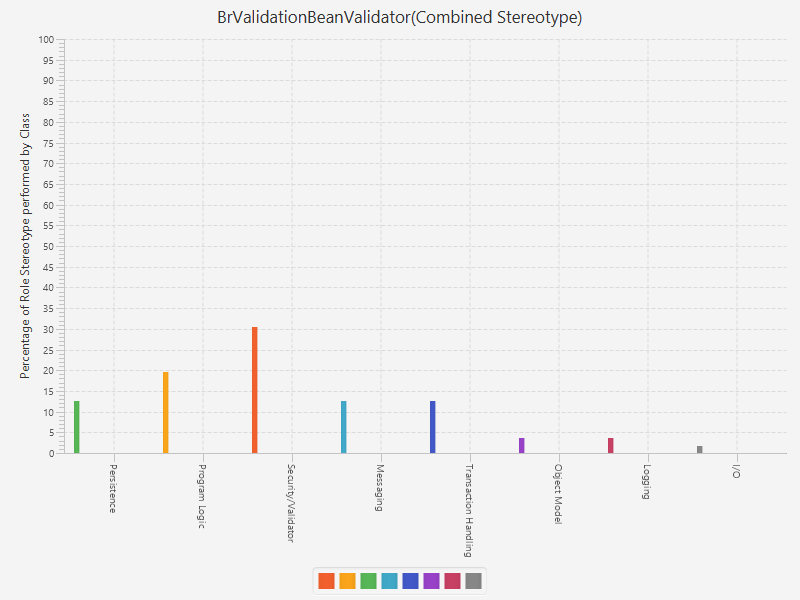 BrValidationBeanValidator(Combined Stereotype)
Percentage of Role Stereotype performed by Class
100
95
90
85
80
75
70
65
60
55
50
45
40
35
30
25
20
15
10
5
0
Persistence
Program Logic
Security/Validator
Messaging
Transaction Handling
Object Model
Logging
I/O